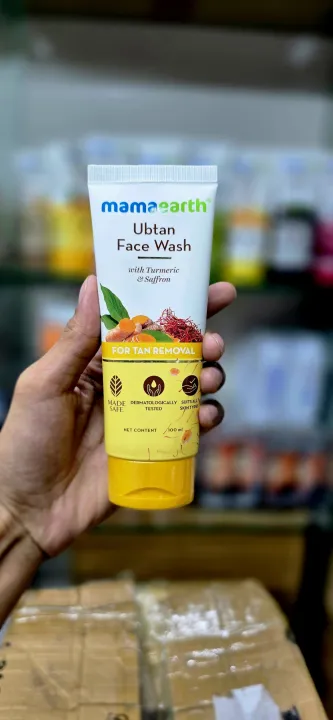 mamaearth
Ubtan
Face Wash
with Turmeric
& Saffron
FOR TAN REMOVAL
MADE
SAFE
DERMATOLOGICALLY
TESTED
NET CONTENT 100 ml